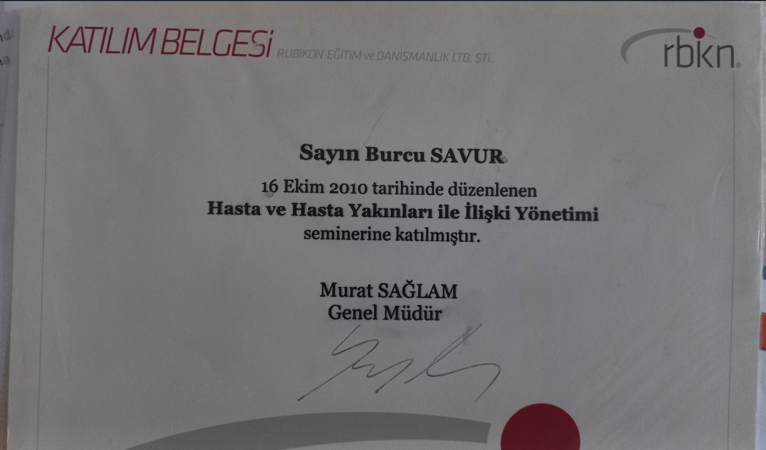 KATILIM BELGESİ RUBİKON EĞİTİM ve DANIŞMANLIK LTD. ŞTİ.
rbkn.
Sayın Burcu SAVUR
16 Ekim 2010 tarihinde düzenlenen
Hasta ve Hasta Yakınları ile İlişki Yönetimi
seminerine katılmıştır.
Murat SAĞLAM
Genel Müdür